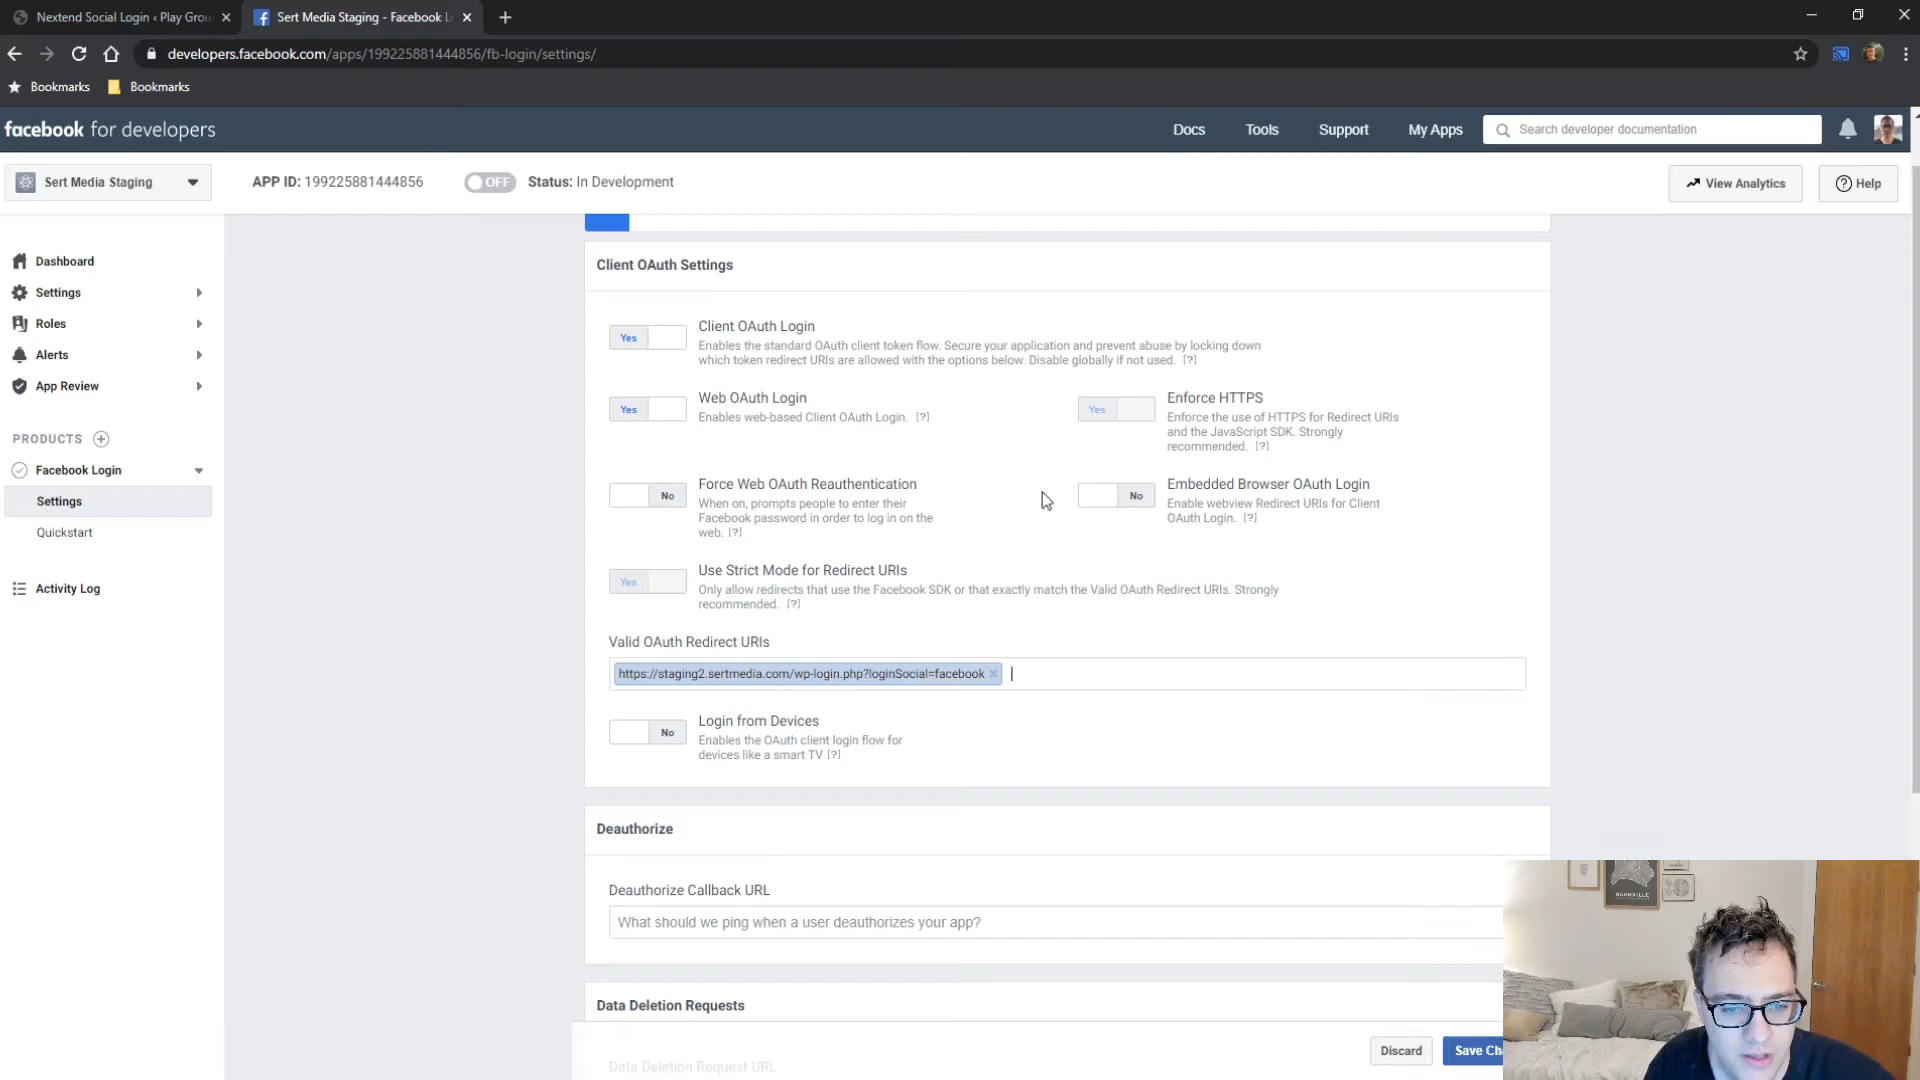 Nextend Social Login ‹ Play Grou
Sert Media Staging - Facebook Lo
developers.facebook.com/apps/199225881444856/fb-login/settings/
Bookmarks
Bookmarks
facebook for developers
Docs
Tools
Support
My Apps
Search developer documentation
Sert Media Staging
APP ID: 199225881444856
OFF
Status: In Development
View Analytics
Help
Dashboard
Settings
Roles
Alerts
App Review
PRODUCTS
Facebook Login
Settings
Quickstart
Activity Log
Client OAuth Settings
Yes
Client OAuth Login
Enables the standard OAuth client token flow. Secure your application and prevent abuse by locking down
which token redirect URIs are allowed with the options below. Disable globally if not used. [?]
Yes
Web OAuth Login
Enables web-based Client OAuth Login. [?]
Yes
Enforce HTTPS
Enforce the use of HTTPS for Redirect URIs
and the JavaScript SDK. Strongly
recommended. [?]
No
Force Web OAuth Reauthentication
When on, prompts people to enter their
Facebook password in order to log in on the
web. [?]
No
Embedded Browser OAuth Login
Enable webview Redirect URIs for Client
OAuth Login. [?]
Yes
Use Strict Mode for Redirect URIs
Only allow redirects that use the Facebook SDK or that exactly match the Valid OAuth Redirect URIs. Strongly
recommended. [?]
Valid OAuth Redirect URIs
https://staging2.sertmedia.com/wp-login.php?loginSocial=facebook
No
Login from Devices
Enables the OAuth client login flow for
devices like a smart TV [?]
Deauthorize
Deauthorize Callback URL
What should we ping when a user deauthorizes your app?
Data Deletion Requests
Data Deletion Request URL
Discard
Save Ch
NASHVILLE